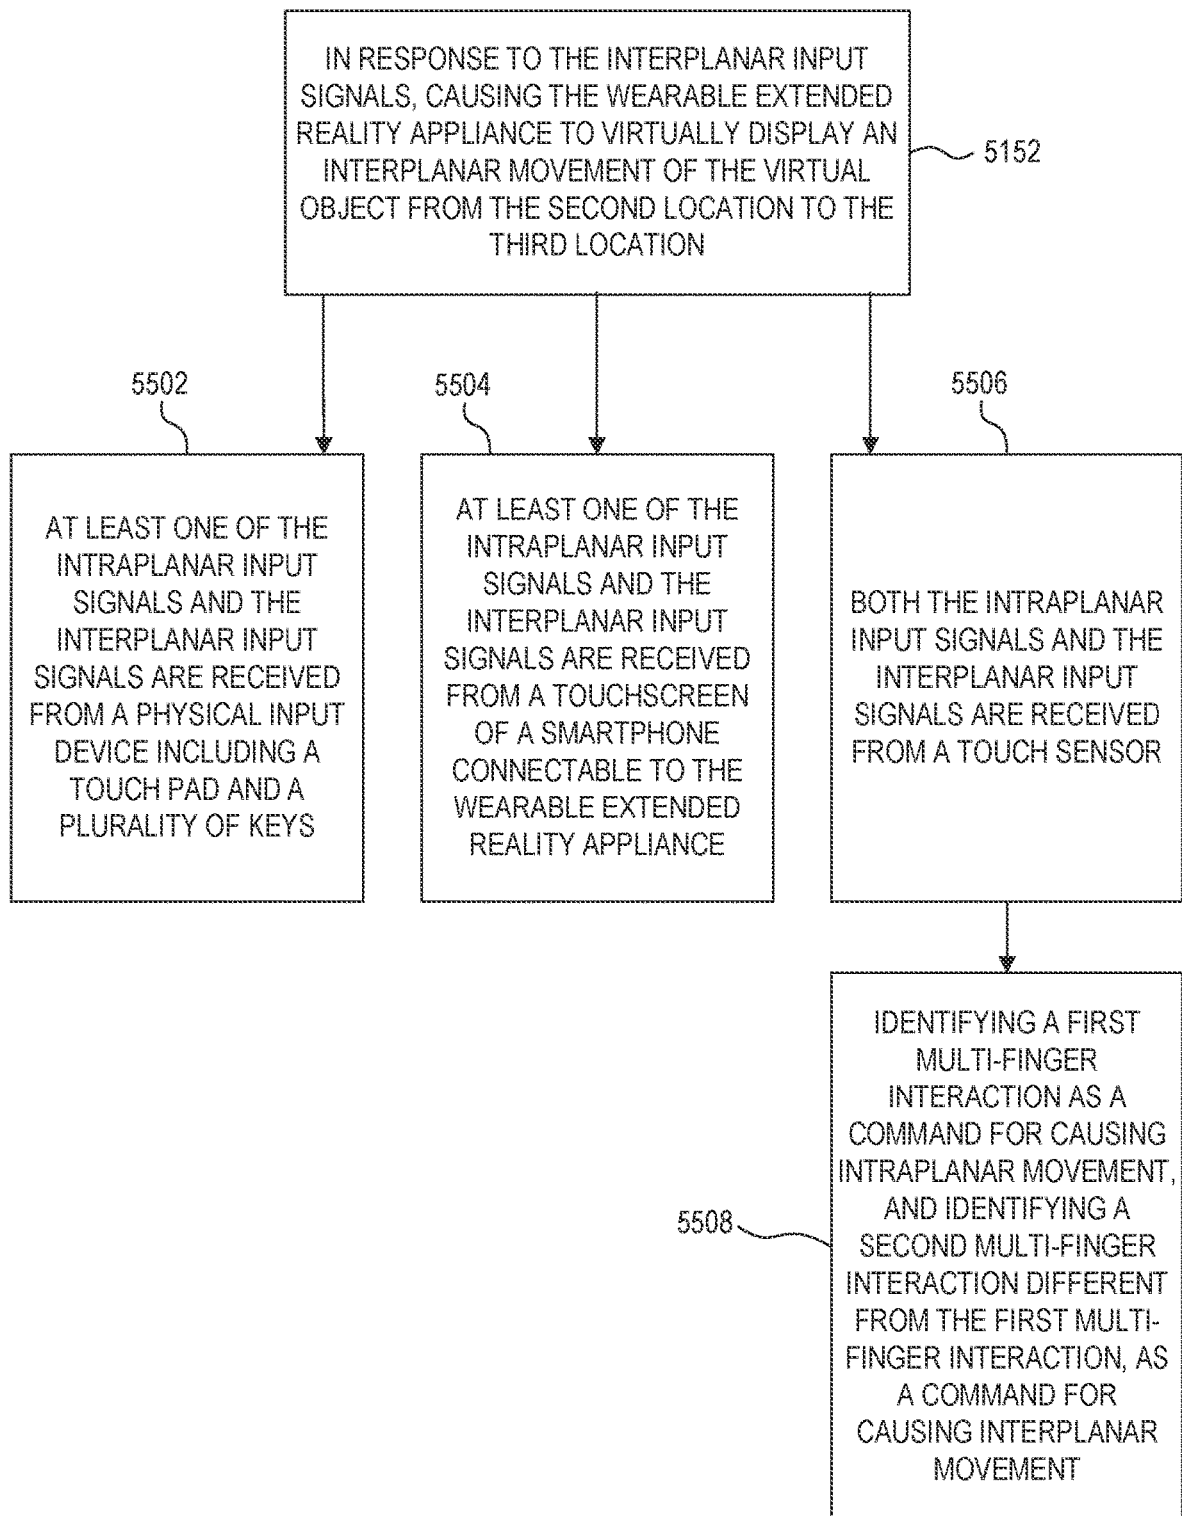 IN RESPONSE TO THE INTERPLANAR INPUT
SIGNALS, CAUSING THE WEARABLE EXTENDED
REALITY APPLIANCE TO VIRTUALLY DISPLAY AN
INTERPLANAR MOVEMENT OF THE VIRTUAL
OBJECT FROM THE SECOND LOCATION TO THE
THIRD LOCATION
5152
5502
AT LEAST ONE OF THE
INTRAPLANAR INPUT
SIGNALS AND THE
INTERPLANAR INPUT
SIGNALS ARE RECEIVED
FROM A PHYSICAL INPUT
DEVICE INCLUDING A
TOUCH PAD AND A
PLURALITY OF KEYS
5504
AT LEAST ONE OF THE
INTRAPLANAR INPUT
SIGNALS AND THE
INTERPLANAR INPUT
SIGNALS ARE RECEIVED
FROM A TOUCHSCREEN
OF A SMARTPHONE
CONNECTABLE TO THE
WEARABLE EXTENDED
REALITY APPLIANCE
5506
BOTH THE INTRAPLANAR
INPUT SIGNALS AND THE
INTERPLANAR INPUT
SIGNALS ARE RECEIVED
FROM A TOUCH SENSOR
5508
IDENTIFYING A FIRST
MULTI-FINGER
INTERACTION AS A
COMMAND FOR CAUSING
INTRAPLANAR MOVEMENT,
AND IDENTIFYING A
SECOND MULTI-FINGER
INTERACTION DIFFERENT
FROM THE FIRST MULTI-
FINGER INTERACTION, AS
A COMMAND FOR
CAUSING INTERPLANAR
MOVEMENT